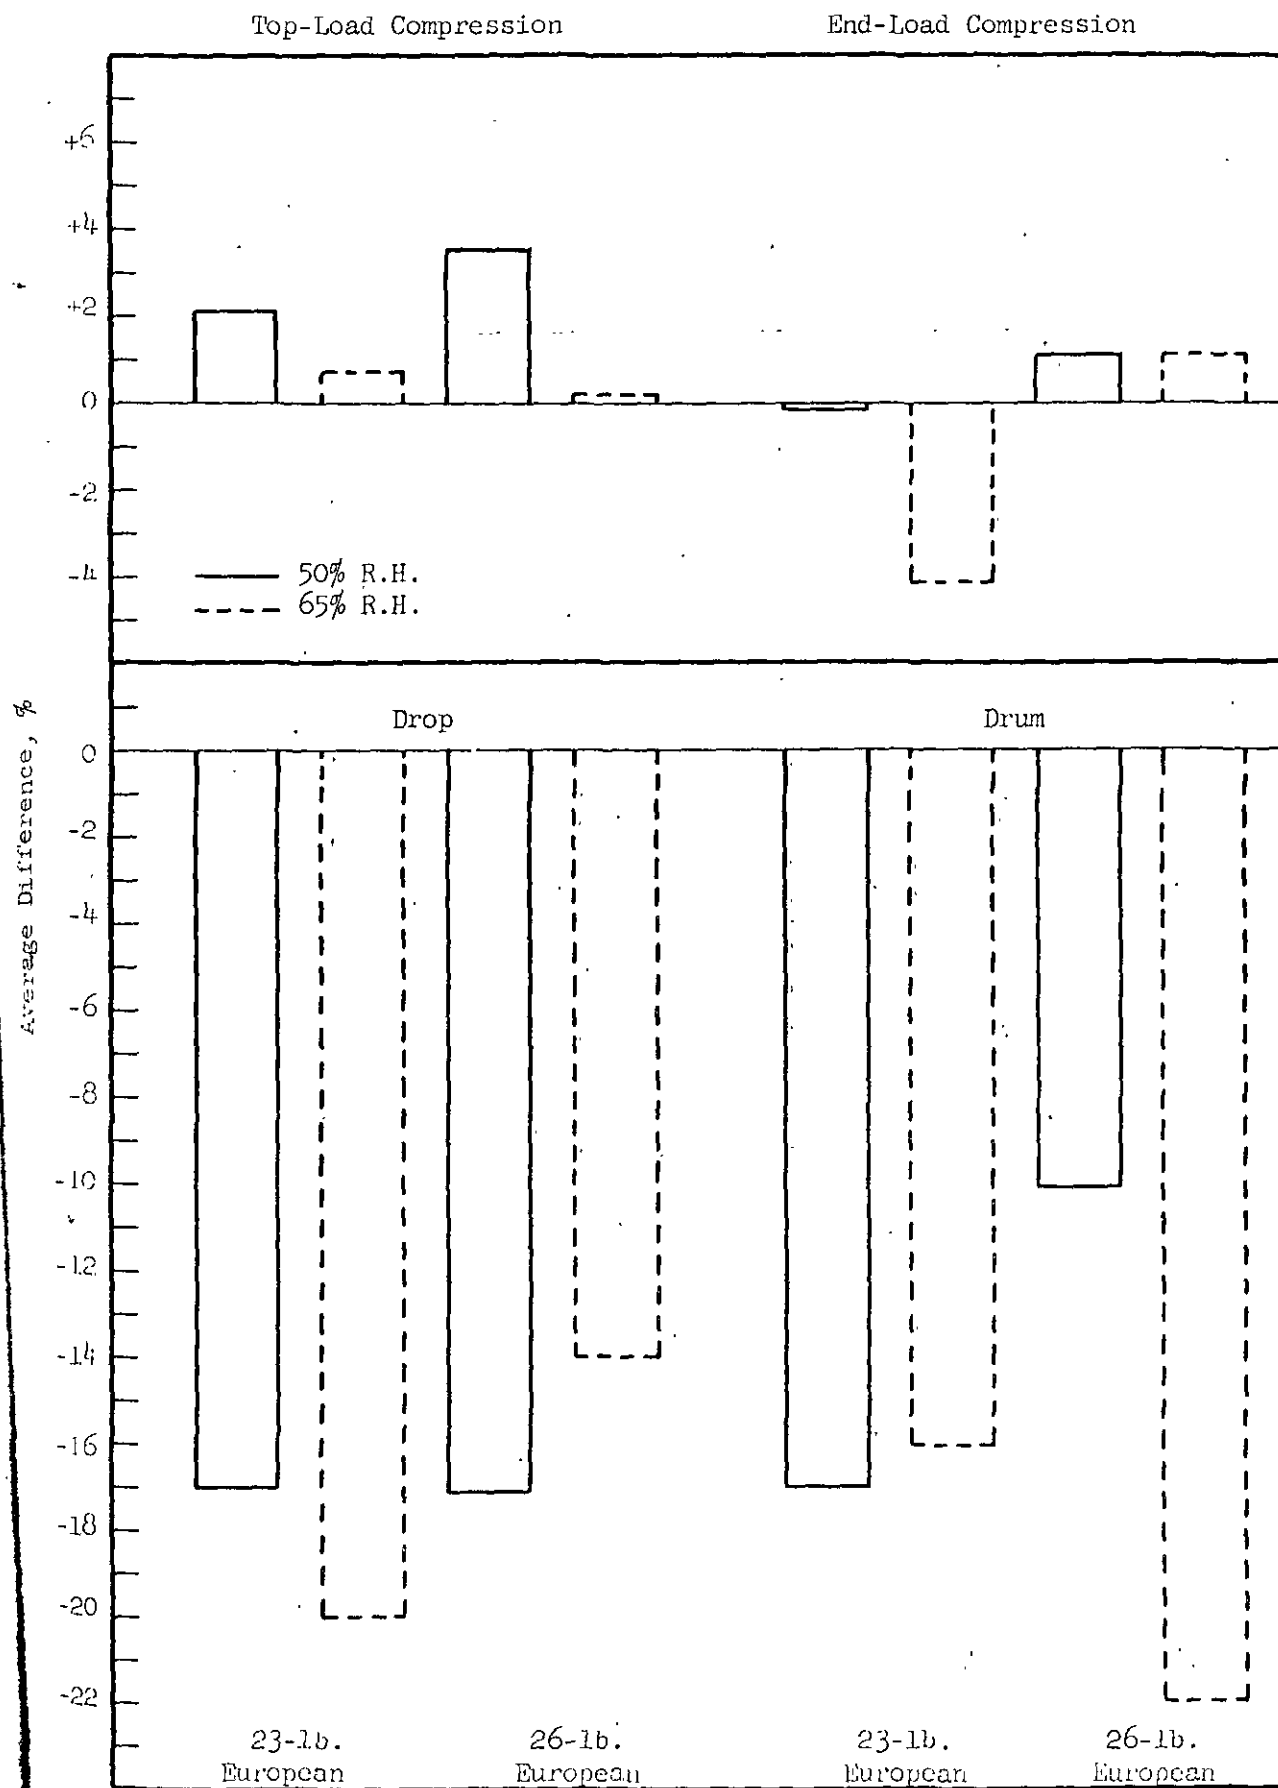 Top-Load Compression End-Load Compression
+6
+4
+2
0
-2
-4
50% R.H.
65% R.H.
Average Difference, %
Drop Drum
0
-2
-4
-6
-8
-10
-12
-14
-16
-18
-20
-22
23-lb. 26-lb. 23-lb. 26-lb.
European European European European